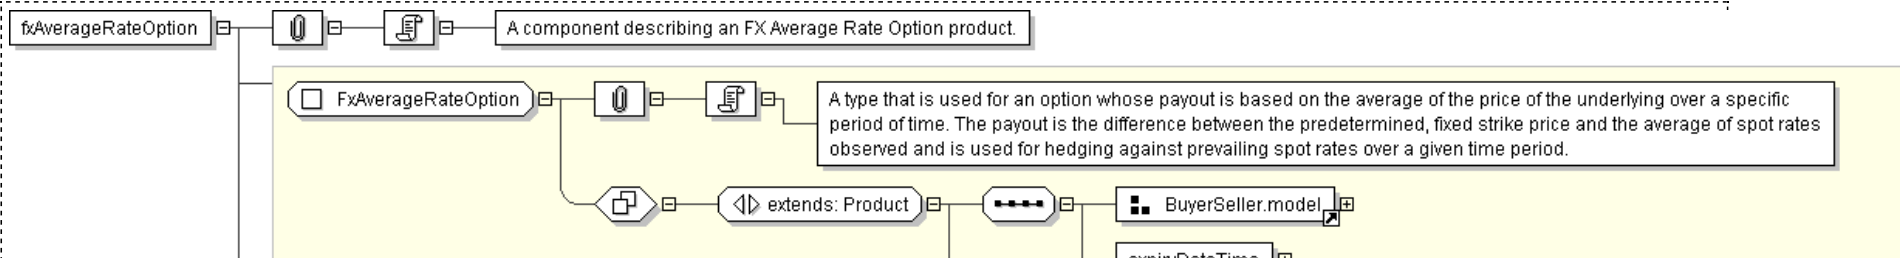 fxAverageRateOption
A component describing an FX Average Rate Option product.
FxAverageRateOption
A type that is used for an option whose payout is based on the average of the price of the underlying over a specific
period of time. The payout is the difference between the predetermined, fixed strike price and the average of spot rates
observed and is used for hedging against prevailing spot rates over a given time period.
extends: Product
BuyerSeller.model
expiryDateTime